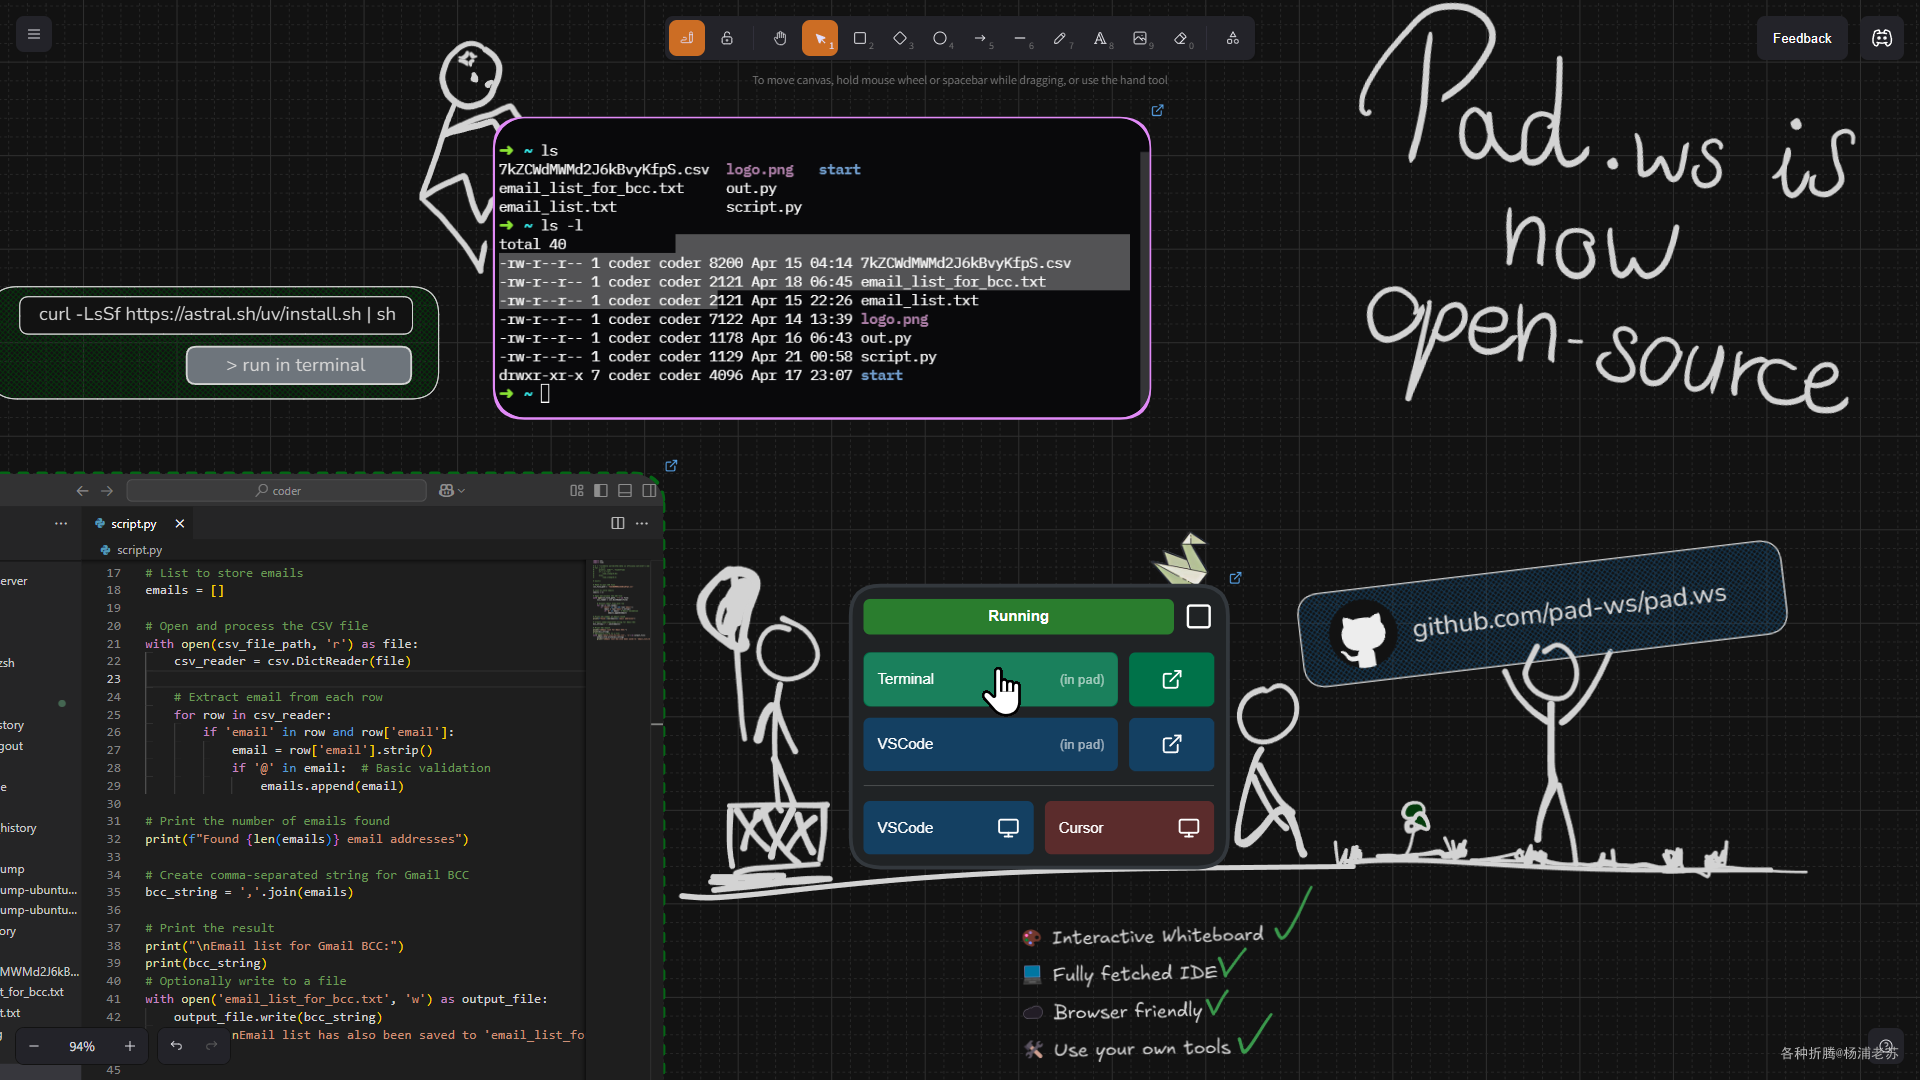 1
2
3
4
5
6
7
8
9
0
Feedback
To move canvas, hold mouse wheel or spacebar while dragging, or use the hand tool
Pad.ws is
now
open-source
➜ ~ ls
7kZCWdMWMd2J6kBvyKfpS.csv logo.png start
email_list_for_bcc.txt out.py
email_list.txt script.py
➜ ~ ls -l
total 40
-rw-r--r-- 1 coder coder 8200 Apr 15 04:14 7kZCWdMWMd2J6kBvyKfpS.csv
-rw-r--r-- 1 coder coder 2121 Apr 18 06:45 email_list_for_bcc.txt
-rw-r--r-- 1 coder coder 2121 Apr 15 22:26 email_list.txt
-rw-r--r-- 1 coder coder 7122 Apr 14 13:39 logo.png
-rw-r--r-- 1 coder coder 1178 Apr 16 06:43 out.py
-rw-r--r-- 1 coder coder 1129 Apr 21 00:58 script.py
drwxr-xr-x 7 coder coder 4096 Apr 17 23:07 start
➜ ~
curl -LsSf https://astral.sh/uv/install.sh | sh
> run in terminal
coder
script.py
script.py
erver
zsh
story
gout
e
history
ump
ump-ubuntu...
ump-ubuntu...
ory
MWMd2J6kB...
t_for_bcc.txt
t.txt
17 # List to store emails
18 emails = []
19
20 # Open and process the CSV file
21 with open(csv_file_path, 'r') as file:
22 csv_reader = csv.DictReader(file)
23
24 # Extract email from each row
25 for row in csv_reader:
26 if 'email' in row and row['email']:
27 email = row['email'].strip()
28 if '@' in email: # Basic validation
29 emails.append(email)
30
31 # Print the number of emails found
32 print(f"Found {len(emails)} email addresses")
33
34 # Create comma-separated string for Gmail BCC
35 bcc_string = ','.join(emails)
36
37 # Print the result
38 print("\nEmail list for Gmail BCC:")
39 print(bcc_string)
40 # Optionally write to a file
41 with open('email_list_for_bcc.txt', 'w') as output_file:
42 output_file.write(bcc_string)
nEmail list has also been saved to 'email_list_fo
45
94%
Running
Terminal (in pad)
VSCode (in pad)
VSCode
Cursor
github.com/pad-ws/pad.ws
Interactive Whiteboard
Fully fetched IDE
Browser friendly
Use your own tools
各种折腾@杨浦老苏